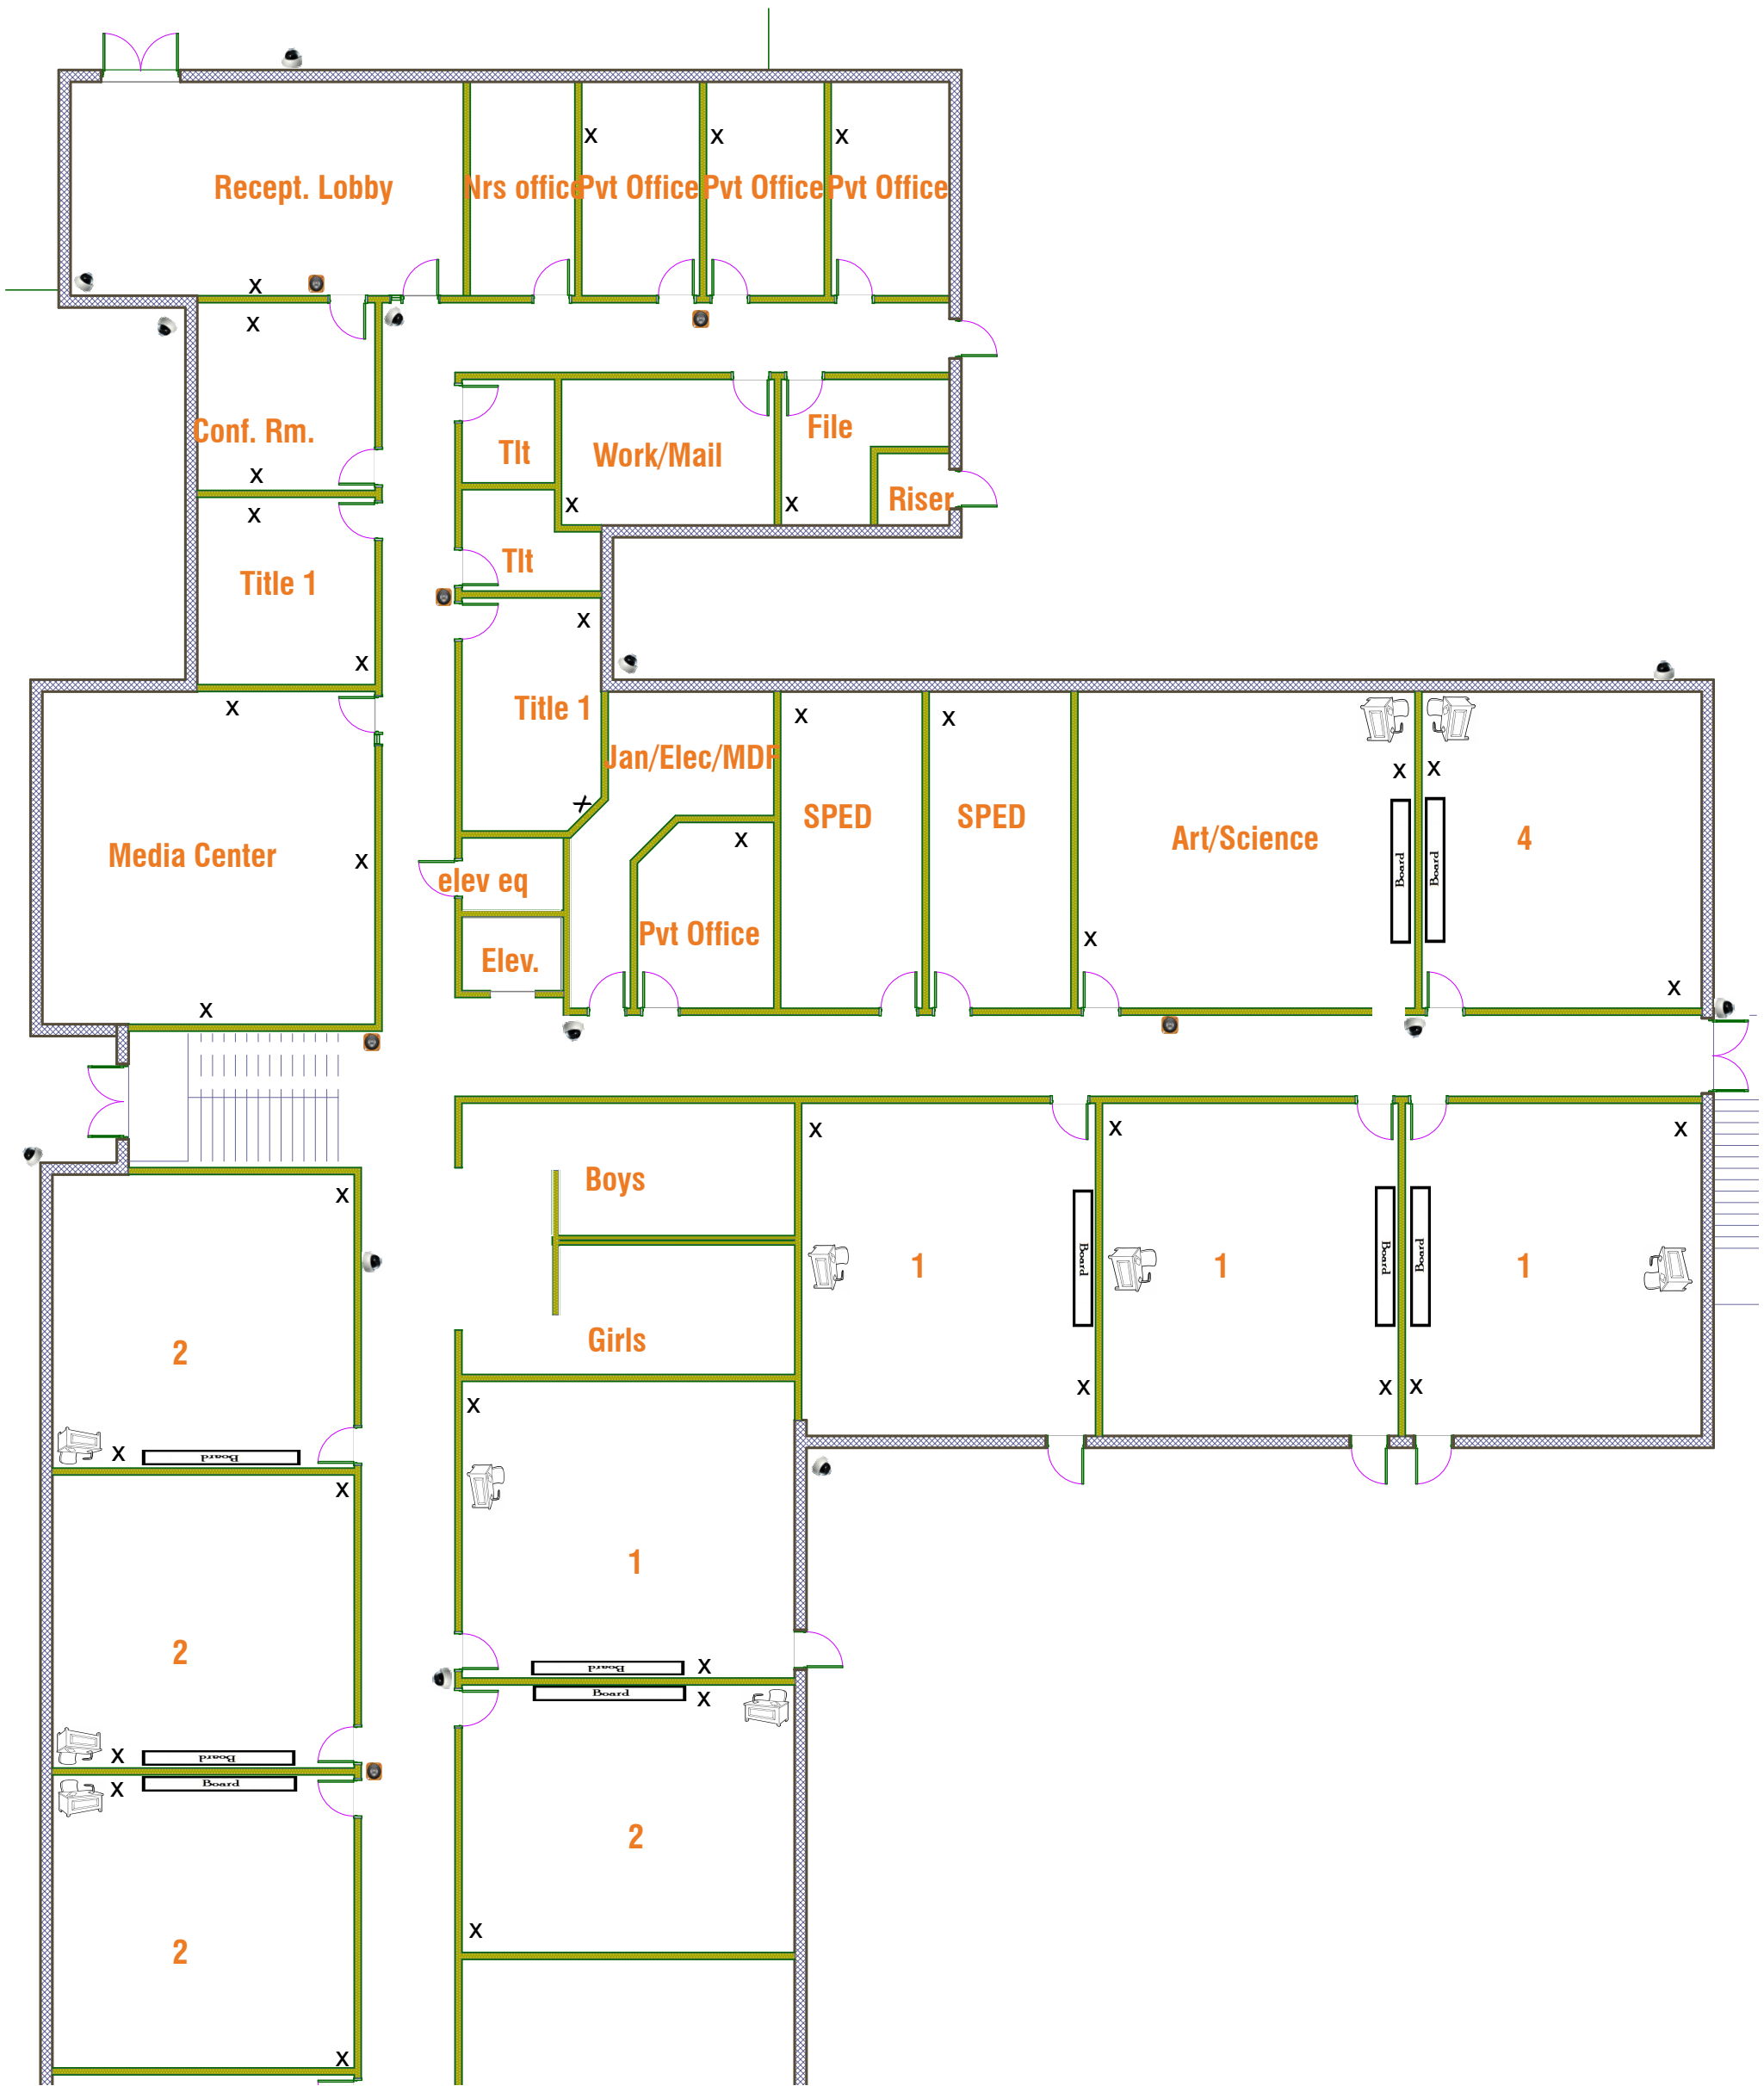 x x x
Recept. Lobby Nrs office Pvt Office Pvt Office Pvt Office
x
x
Conf. Rm. Tlt Work/Mail File
x x x Riser
x
Title 1 Tlt
x
x
x Title 1 x x
Jan/Elec/MDF
x x
x SPED SPED Art/Science 4
x
Media Center x Board Board
elev eq
Pvt Office x
Elev.
x x
x x x
x
Boys
1 1 1
Board Board Board
2 Girls
x x x
x
x Board
x
1
2
Board x
Board x
x Board
x Board
2
2
x
x